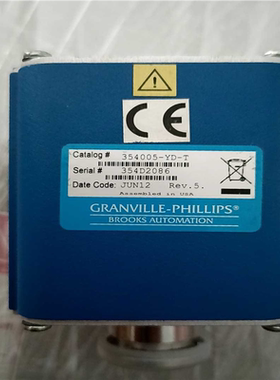 CE
Catalog # 354005-YD-T
Serial # 354D2086
Date Code: JUN12 Rev.5.
Assembled in USA
GRANVILLE-PHILLIPS®
BROOKS AUTOMATION